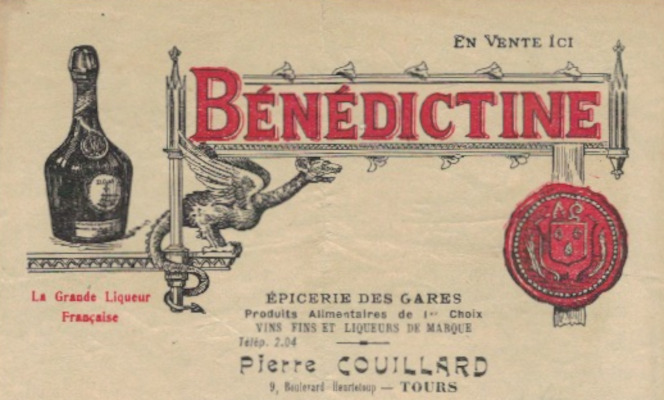 EN VENTE ICI
BÉNÉDICTINE
La Grande Liqueur
Française
ÉPICERIE DES GARES
Produits Alimentaires de 1er Choix
VINS FINS ET LIQUEURS DE MARQUE
Télép. 2.04
Pierre COUILLARD
9, Boulevard Heurteloup — TOURS